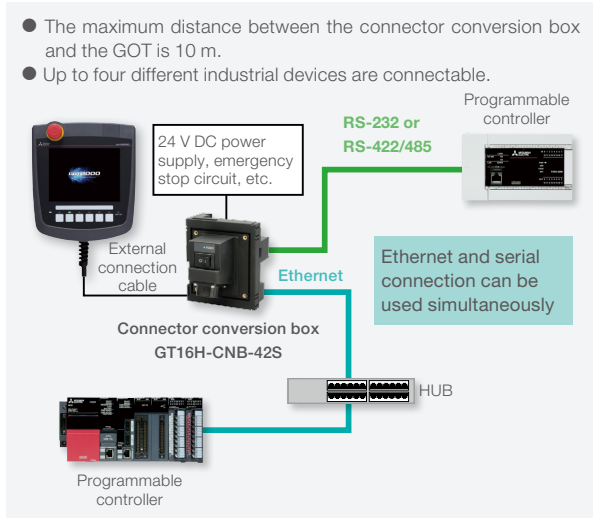 ● The maximum distance between the connector conversion box
and the GOT is 10 m.
● Up to four different industrial devices are connectable.
Programmable
controller
RS-232 or
RS-422/485
24 V DC power
supply, emergency
stop circuit, etc.
External
connection
cable
Ethernet
Ethernet and serial
connection can be
used simultaneously
Connector conversion box
GT16H-CNB-42S
HUB
Programmable
controller